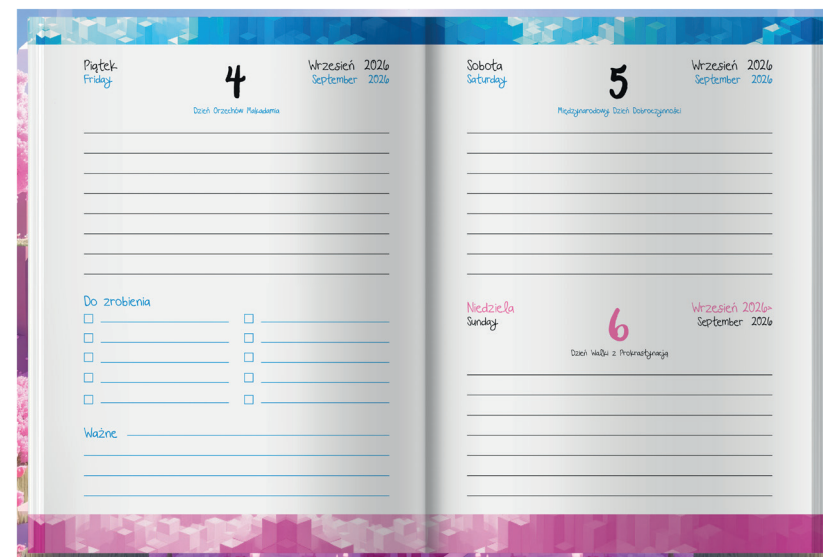 Piątek
Friday
4
Wrzesień 2026
September 2026
Dzień Orzechów Makadamia
Do zrobienia
Ważne
Sobota
Saturday
5
Wrzesień 2026
September 2026
Międzynarodowy Dzień Dobroczynności
Niedziela
Sunday
6
Wrzesień 2026
September 2026
Dzień Walki z Prokrastynacją